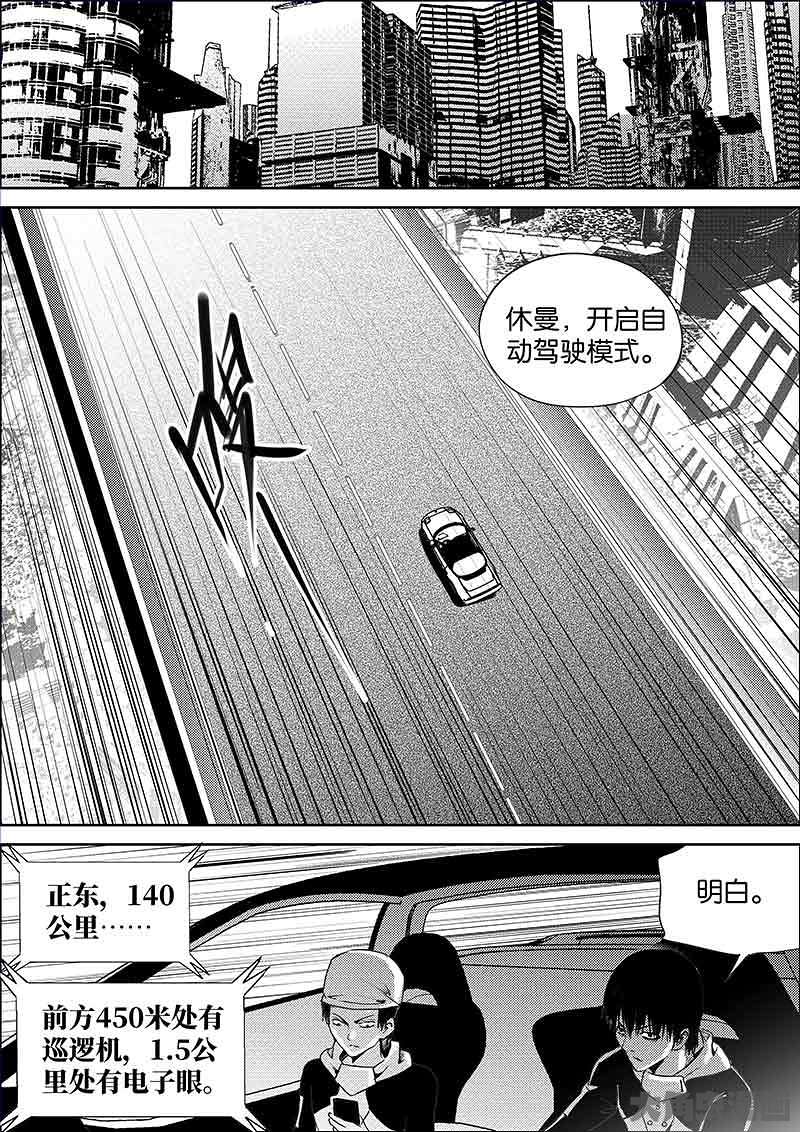 休曼，开启自
动驾驶模式。
正东，140
公里……
明白。
前方450米处有
巡逻机，1.5公
里处有电子眼。